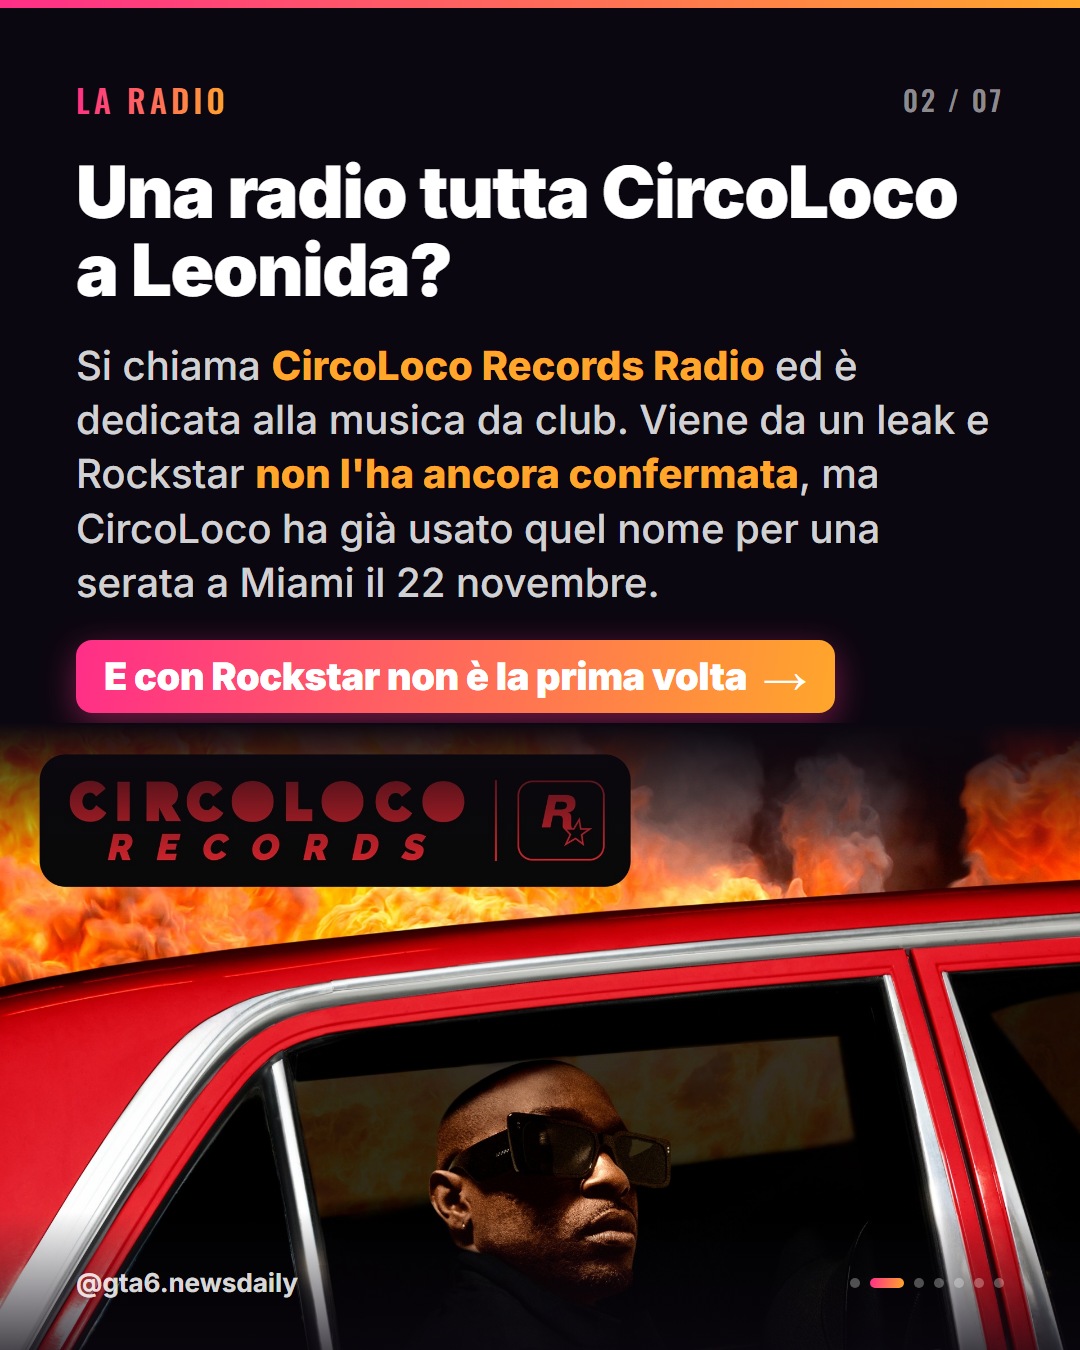 LA RADIO
02 / 07
Una radio tutta CircoLoco
a Leonida?
Si chiama CircoLoco Records Radio ed è
dedicata alla musica da club. Viene da un leak e
Rockstar non l'ha ancora confermata, ma
CircoLoco ha già usato quel nome per una
serata a Miami il 22 novembre.
E con Rockstar non è la prima volta →
CIRCOLOCO
RECORDS
R
@gta6.newsdaily